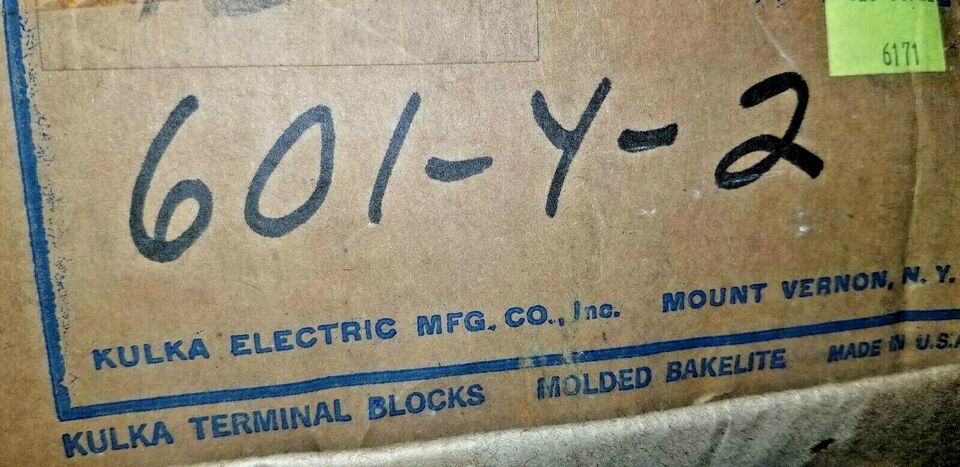 6171
601-Y-2
KULKA ELECTRIC MFG. CO., Inc. MOUNT VERNON, N. Y.
KULKA TERMINAL BLOCKS MOLDED BAKELITE MADE IN U.S.A